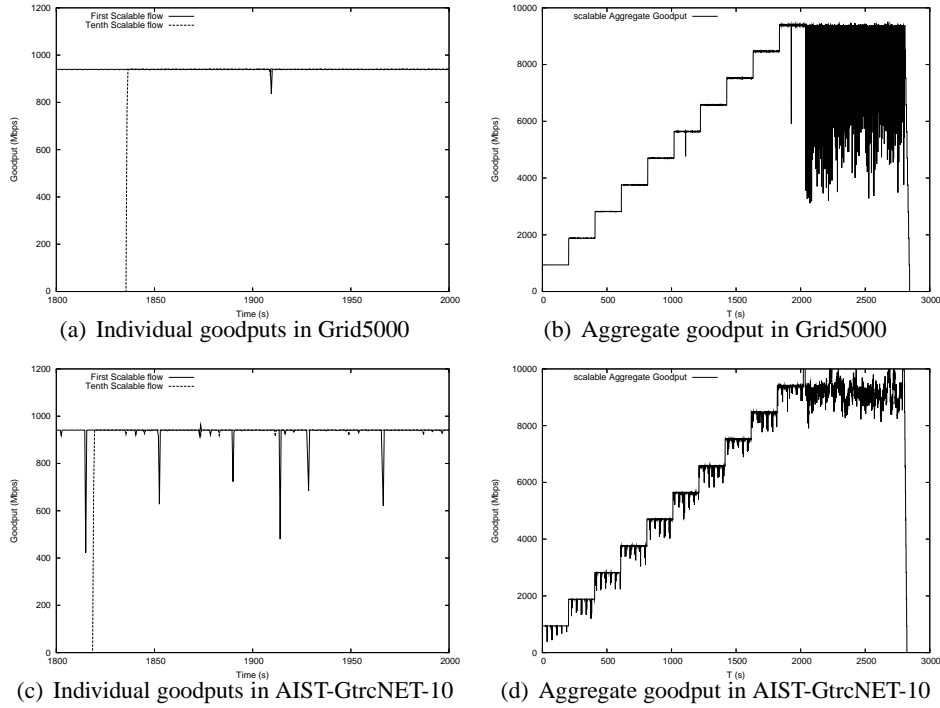 1200
1000
800
600
400
200
0
Goodput (Mbps)
First Scalable flow
Tenth Scalable flow
1800 1850 1900 1950 2000
Time (s)
(a) Individual goodputs in Grid5000
10000
8000
6000
4000
2000
0
Goodput (Mbps)
scalable Aggregate Goodput
0 500 1000 1500 2000 2500 3000
T (s)
(b) Aggregate goodput in Grid5000
1200
1000
800
600
400
200
0
Goodput (Mbps)
First Scalable flow
Tenth Scalable flow
1800 1850 1900 1950 2000
Time (s)
(c) Individual goodputs in AIST-GtrcNET-10
10000
8000
6000
4000
2000
0
Goodput (Mbps)
scalable Aggregate Goodput
0 500 1000 1500 2000 2500 3000
T (s)
(d) Aggregate goodput in AIST-GtrcNET-10